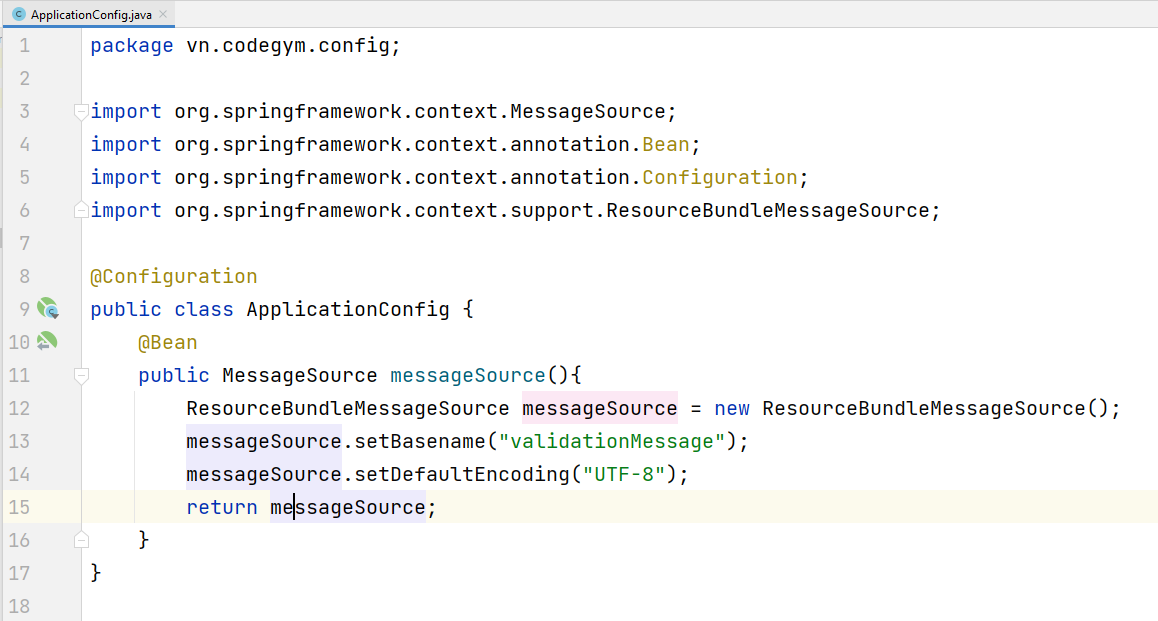 ApplicationConfig.java
1 package vn.codegym.config;
2
3 import org.springframework.context.MessageSource;
4 import org.springframework.context.annotation.Bean;
5 import org.springframework.context.annotation.Configuration;
6 import org.springframework.context.support.ResourceBundleMessageSource;
7
8 @Configuration
9 public class ApplicationConfig {
10     @Bean
11     public MessageSource messageSource(){
12         ResourceBundleMessageSource messageSource = new ResourceBundleMessageSource();
13         messageSource.setBasename("validationMessage");
14         messageSource.setDefaultEncoding("UTF-8");
15         return messageSource;
16     }
17 }
18